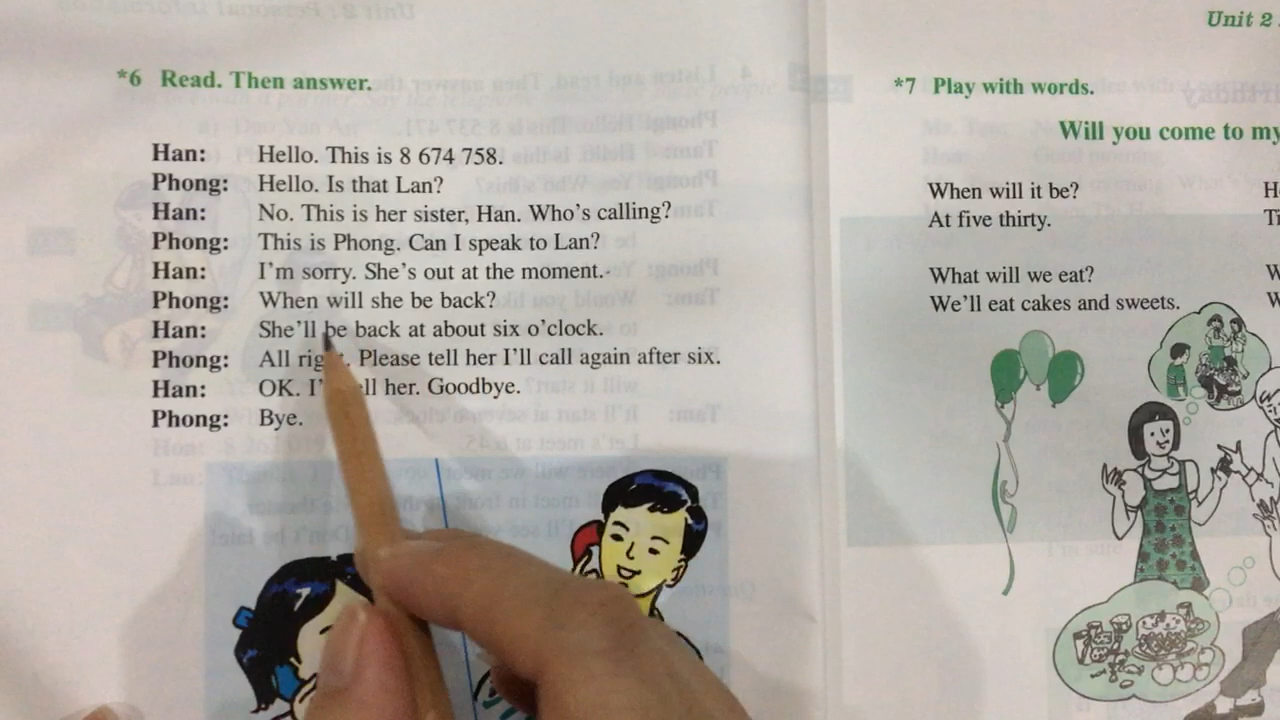 Unit 2
*6 Read. Then answer.
Han: Hello. This is 8 674 758.
Phong: Hello. Is that Lan?
Han: No. This is her sister, Han. Who's calling?
Phong: This is Phong. Can I speak to Lan?
Han: I'm sorry. She's out at the moment.
Phong: When will she be back?
Han: She'll be back at about six o'clock.
Phong: All right. Please tell her I'll call again after six.
Han: OK. I' ll her. Goodbye.
Phong: Bye.
*7 Play with words.
Will you come to my
When will it be?
At five thirty.
What will we eat?
We'll eat cakes and sweets.